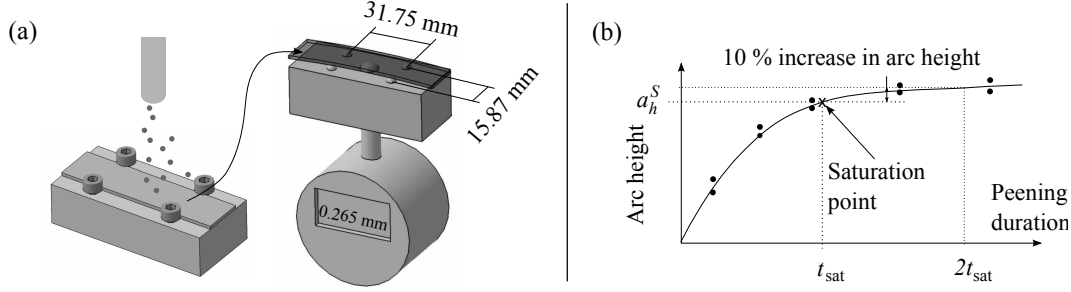 (a)
31.75 mm
15.87 mm
0.265 mm
(b)
10 % increase in arc height
a_h^S
Arc height
Saturation
point
Peening
duration
t_sat
2t_sat